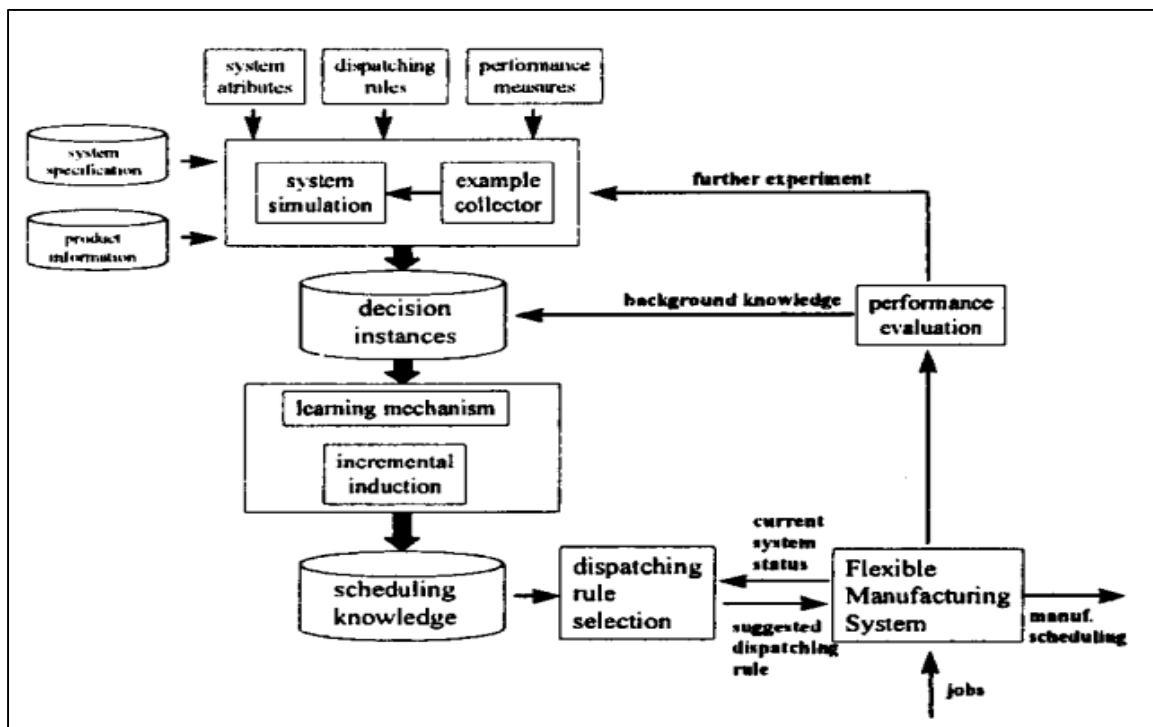 system
atributes
dispatching
rules
performance
measures
system
specification
product
information
system
simulation
example
collector
further experiment
decision
instances
background knowledge
performance
evaluation
learning mechanism
incremental
induction
scheduling
knowledge
dispatching
rule
selection
current
system
status
suggested
dispatching
rule
Flexible
Manufacturing
System
manuf.
scheduling
jobs